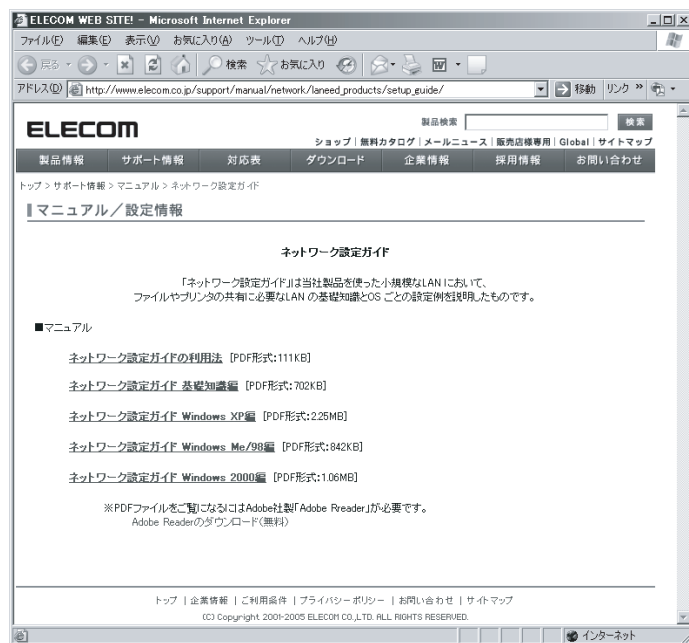 ELECOM WEB SITE! - Microsoft Internet Explorer
ファイル(F) 編集(E) 表示(V) お気に入り(A) ツール(T) ヘルプ(H)
戻る 検索 お気に入り
アドレス(D) http://www.elecom.co.jp/support/manual/network/laneed_products/setup_guide/ 移動 リンク »
ELECOM
製品検索 検索
ショップ | 無料カタログ | メールニュース | 販売店様専用 | Global | サイトマップ
製品情報 サポート情報 対応表 ダウンロード 企業情報 採用情報 お問い合わせ
トップ > サポート情報 > マニュアル > ネットワーク設定ガイド
マニュアル/設定情報
ネットワーク設定ガイド
「ネットワーク設定ガイド」は当社製品を使った小規模なLANにおいて、
ファイルやプリンタの共有に必要なLANの基礎知識とOSごとの設定例を説明したものです。
■マニュアル
ネットワーク設定ガイドの利用法 [PDF形式:111KB]
ネットワーク設定ガイド 基礎知識編 [PDF形式:702KB]
ネットワーク設定ガイド Windows XP編 [PDF形式:2.25MB]
ネットワーク設定ガイド Windows Me/98編 [PDF形式:842KB]
ネットワーク設定ガイド Windows 2000編 [PDF形式:1.06MB]
※PDFファイルをご覧になるにはAdobe社製「Adobe Rreader」が必要です。
Adobe Readerのダウンロード(無料)
トップ | 企業情報 | ご利用条件 | プライバシーポリシー | お問い合わせ | サイトマップ
(C) Copyright 2001-2005 ELECOM CO.,LTD. ALL RIGHTS RESERVED.
インターネット